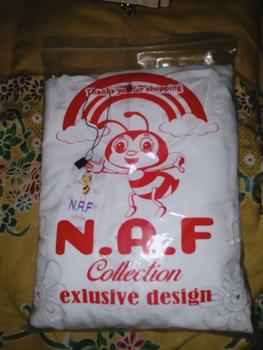 Thank you for shopping
N.A.F
N.A.F
Collection
exlusive design